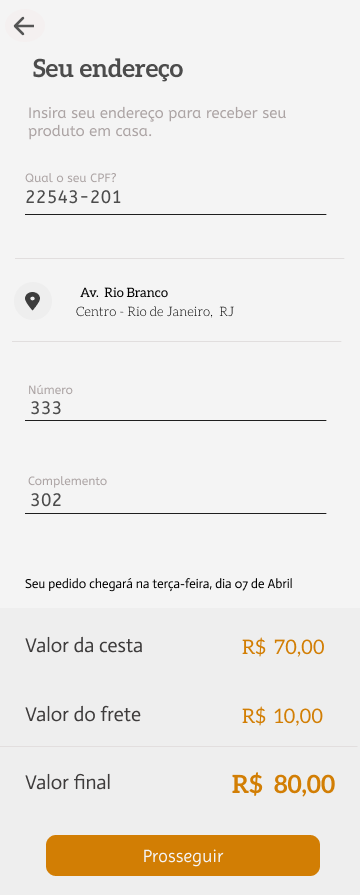 Seu endereço
Insira seu endereço para receber seu
produto em casa.
Qual o seu CPF?
22543-201
Av. Rio Branco
Centro - Rio de Janeiro, RJ
Número
333
Complemento
302
Seu pedido chegará na terça-feira, dia 07 de Abril
Valor da cesta R$ 70,00
Valor do frete R$ 10,00
Valor final R$ 80,00
Prosseguir